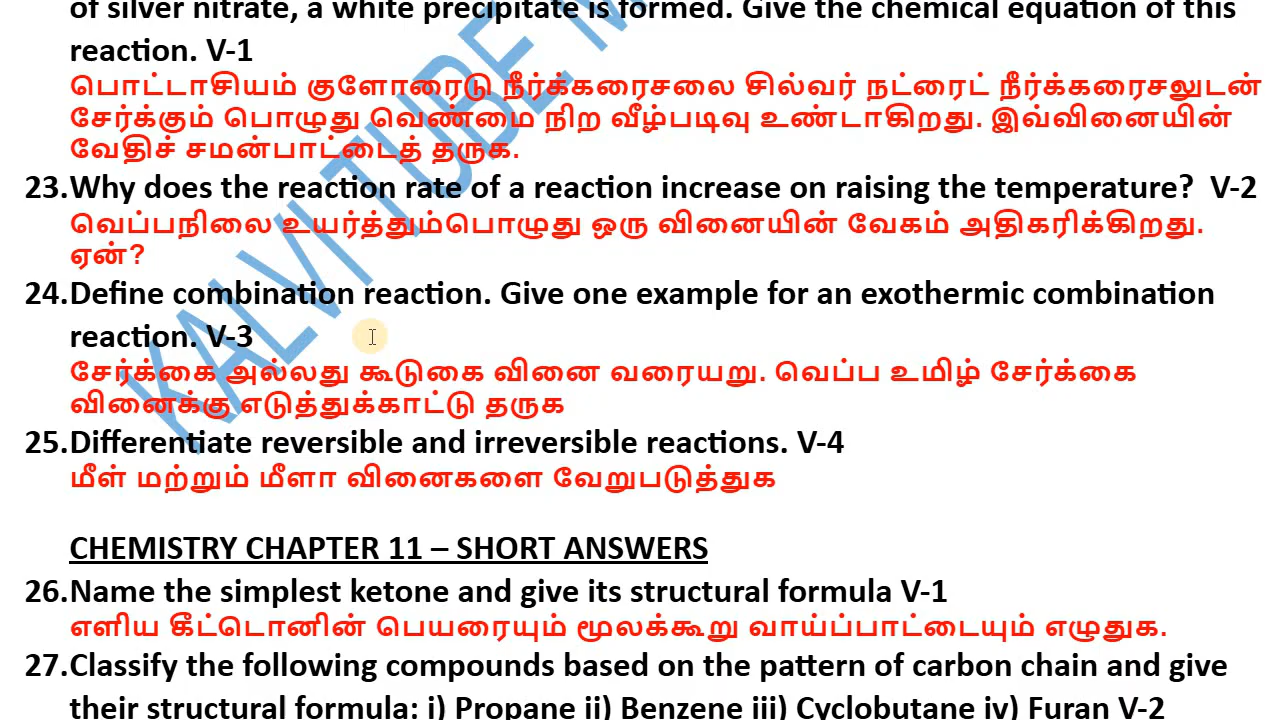 of silver nitrate, a white precipitate is formed. Give the chemical equation of this
reaction. V-1
பொட்டாசியம் குளோரைடு நீர்க்கரைசலை சில்வர் நட்ரைட் நீர்க்கரைசலுடன்
சேர்க்கும் பொழுது வெண்மை நிற வீழ்படிவு உண்டாகிறது. இவ்வினையின்
வேதிச் சமன்பாட்டைத் தருக.
23.Why does the reaction rate of a reaction increase on raising the temperature? V-2
வெப்பநிலை உயர்த்தும்பொழுது ஒரு வினையின் வேகம் அதிகரிக்கிறது.
ஏன்?
24.Define combination reaction. Give one example for an exothermic combination
reaction. V-3
சேர்க்கை அல்லது கூடுகை வினை வரையறு. வெப்ப உமிழ் சேர்க்கை
வினைக்கு எடுத்துக்காட்டு தருக
25.Differentiate reversible and irreversible reactions. V-4
மீள் மற்றும் மீளா வினைகளை வேறுபடுத்துக
CHEMISTRY CHAPTER 11 – SHORT ANSWERS
26.Name the simplest ketone and give its structural formula V-1
எளிய கீட்டொனின் பெயரையும் மூலக்கூறு வாய்ப்பாட்டையும் எழுதுக.
27.Classify the following compounds based on the pattern of carbon chain and give
their structural formula: i) Propane ii) Benzene iii) Cyclobutane iv) Furan V-2
KALVI TUBE